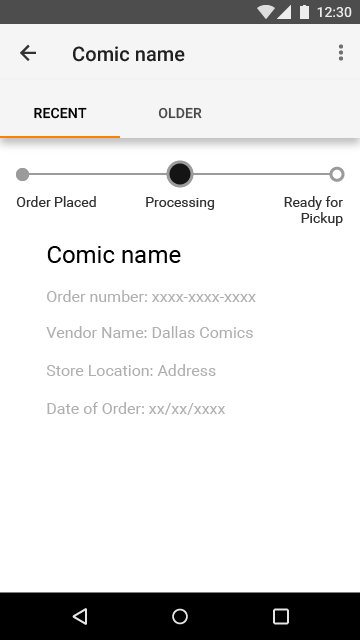 12:30
Comic name
RECENT OLDER
Order Placed Processing Ready for
Pickup
Comic name
Order number: xxxx-xxxx-xxxx
Vendor Name: Dallas Comics
Store Location: Address
Date of Order: xx/xx/xxxx